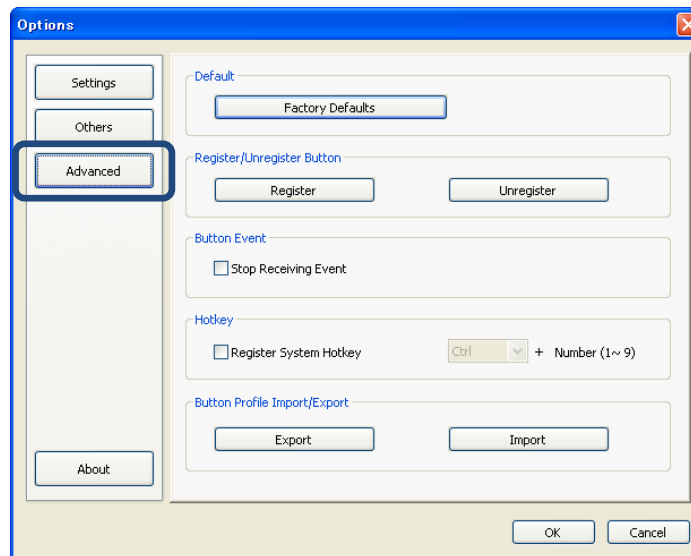 Options
Settings
Others
Advanced
About
Default
Factory Defaults
Register/Unregister Button
Register Unregister
Button Event
Stop Receiving Event
Hotkey
Register System Hotkey Ctrl + Number (1~ 9)
Button Profile Import/Export
Export Import
OK Cancel